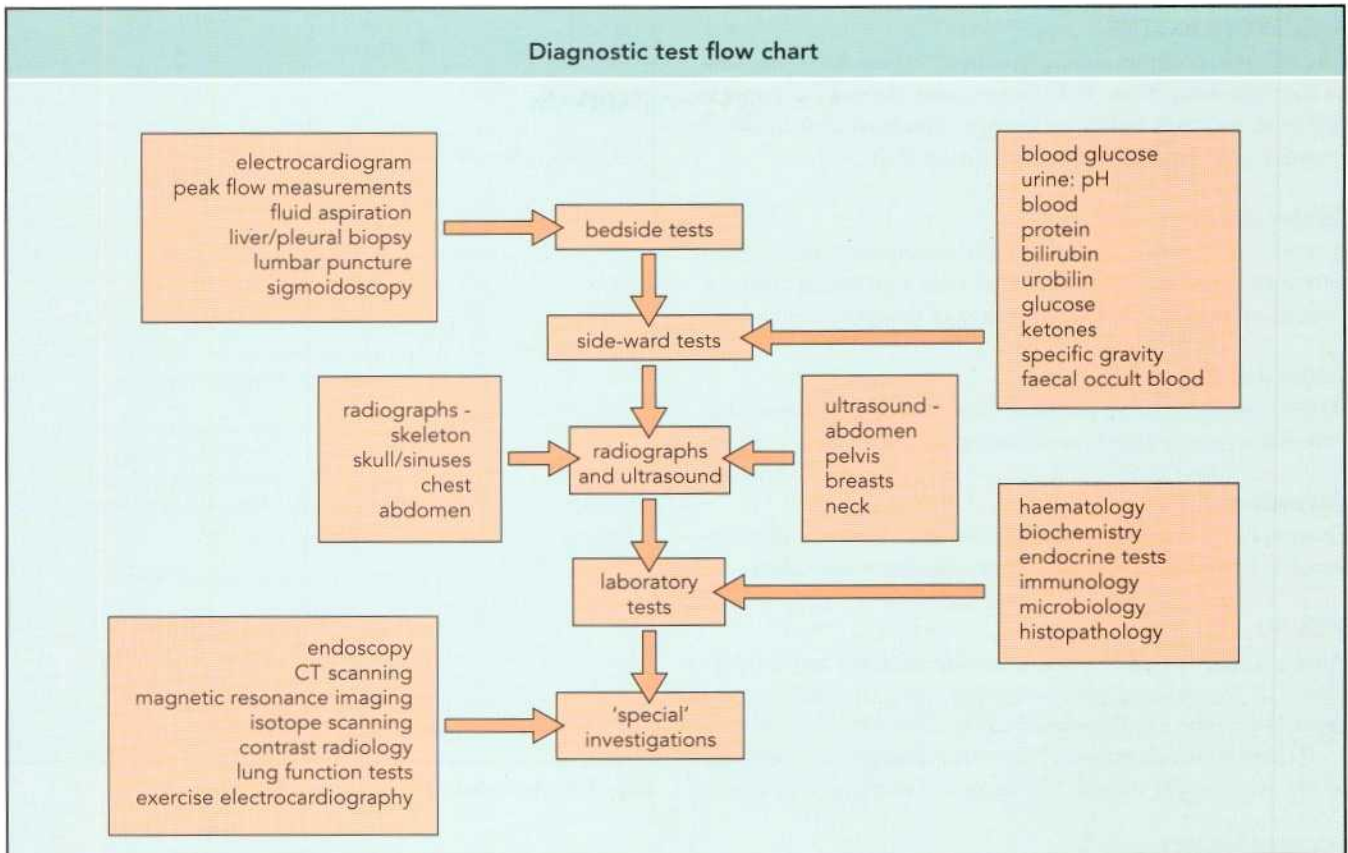 Diagnostic test flow chart
electrocardiogram
peak flow measurements
fluid aspiration
liver/pleural biopsy
lumbar puncture
sigmoidoscopy
bedside tests
blood glucose
urine: pH
blood
protein
bilirubin
urobilin
glucose
ketones
specific gravity
faecal occult blood
side-ward tests
radiographs -
skeleton
skull/sinuses
chest
abdomen
radiographs
and ultrasound
ultrasound -
abdomen
pelvis
breasts
neck
haematology
biochemistry
endocrine tests
immunology
microbiology
histopathology
laboratory
tests
endoscopy
CT scanning
magnetic resonance imaging
isotope scanning
contrast radiology
lung function tests
exercise electrocardiography
'special'
investigations